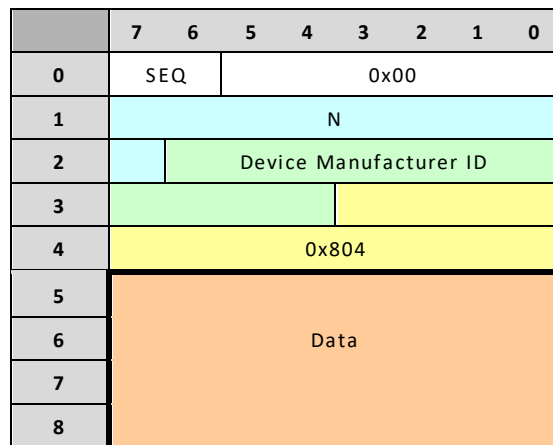 7 6 5 4 3 2 1 0
0 SEQ 0x00
1 N
2 Device Manufacturer ID
3
4 0x804
5
6 Data
7
8